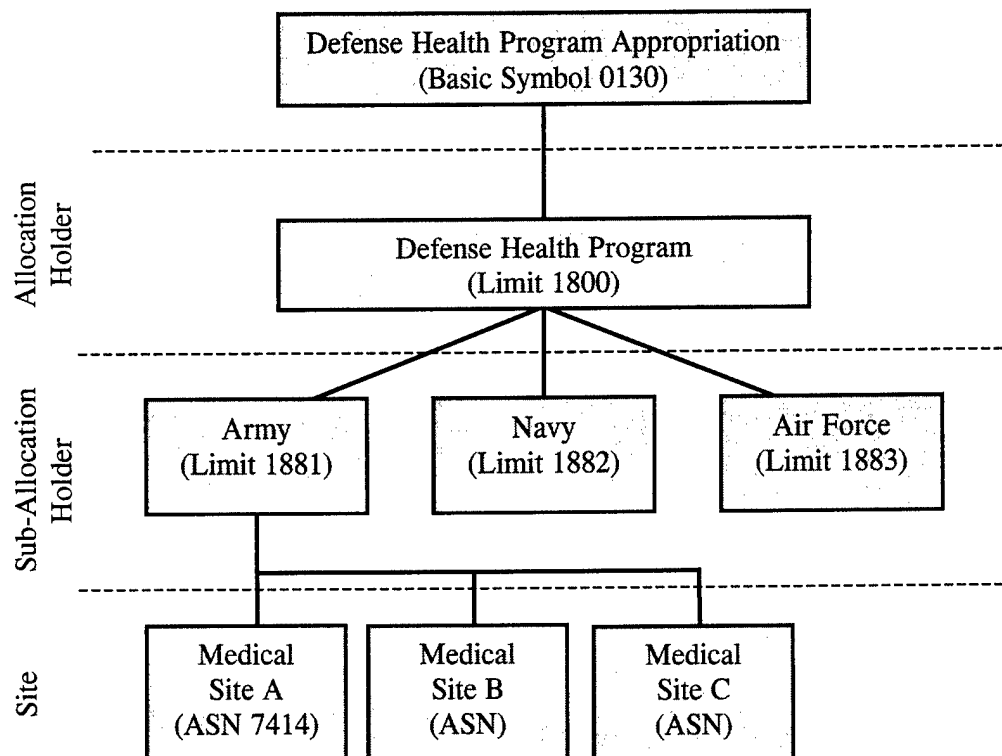 Defense Health Program Appropriation
(Basic Symbol 0130)
Allocation
Holder
Defense Health Program
(Limit 1800)
Sub-Allocation
Holder
Army
(Limit 1881)
Navy
(Limit 1882)
Air Force
(Limit 1883)
Site
Medical
Site A
(ASN 7414)
Medical
Site B
(ASN)
Medical
Site C
(ASN)